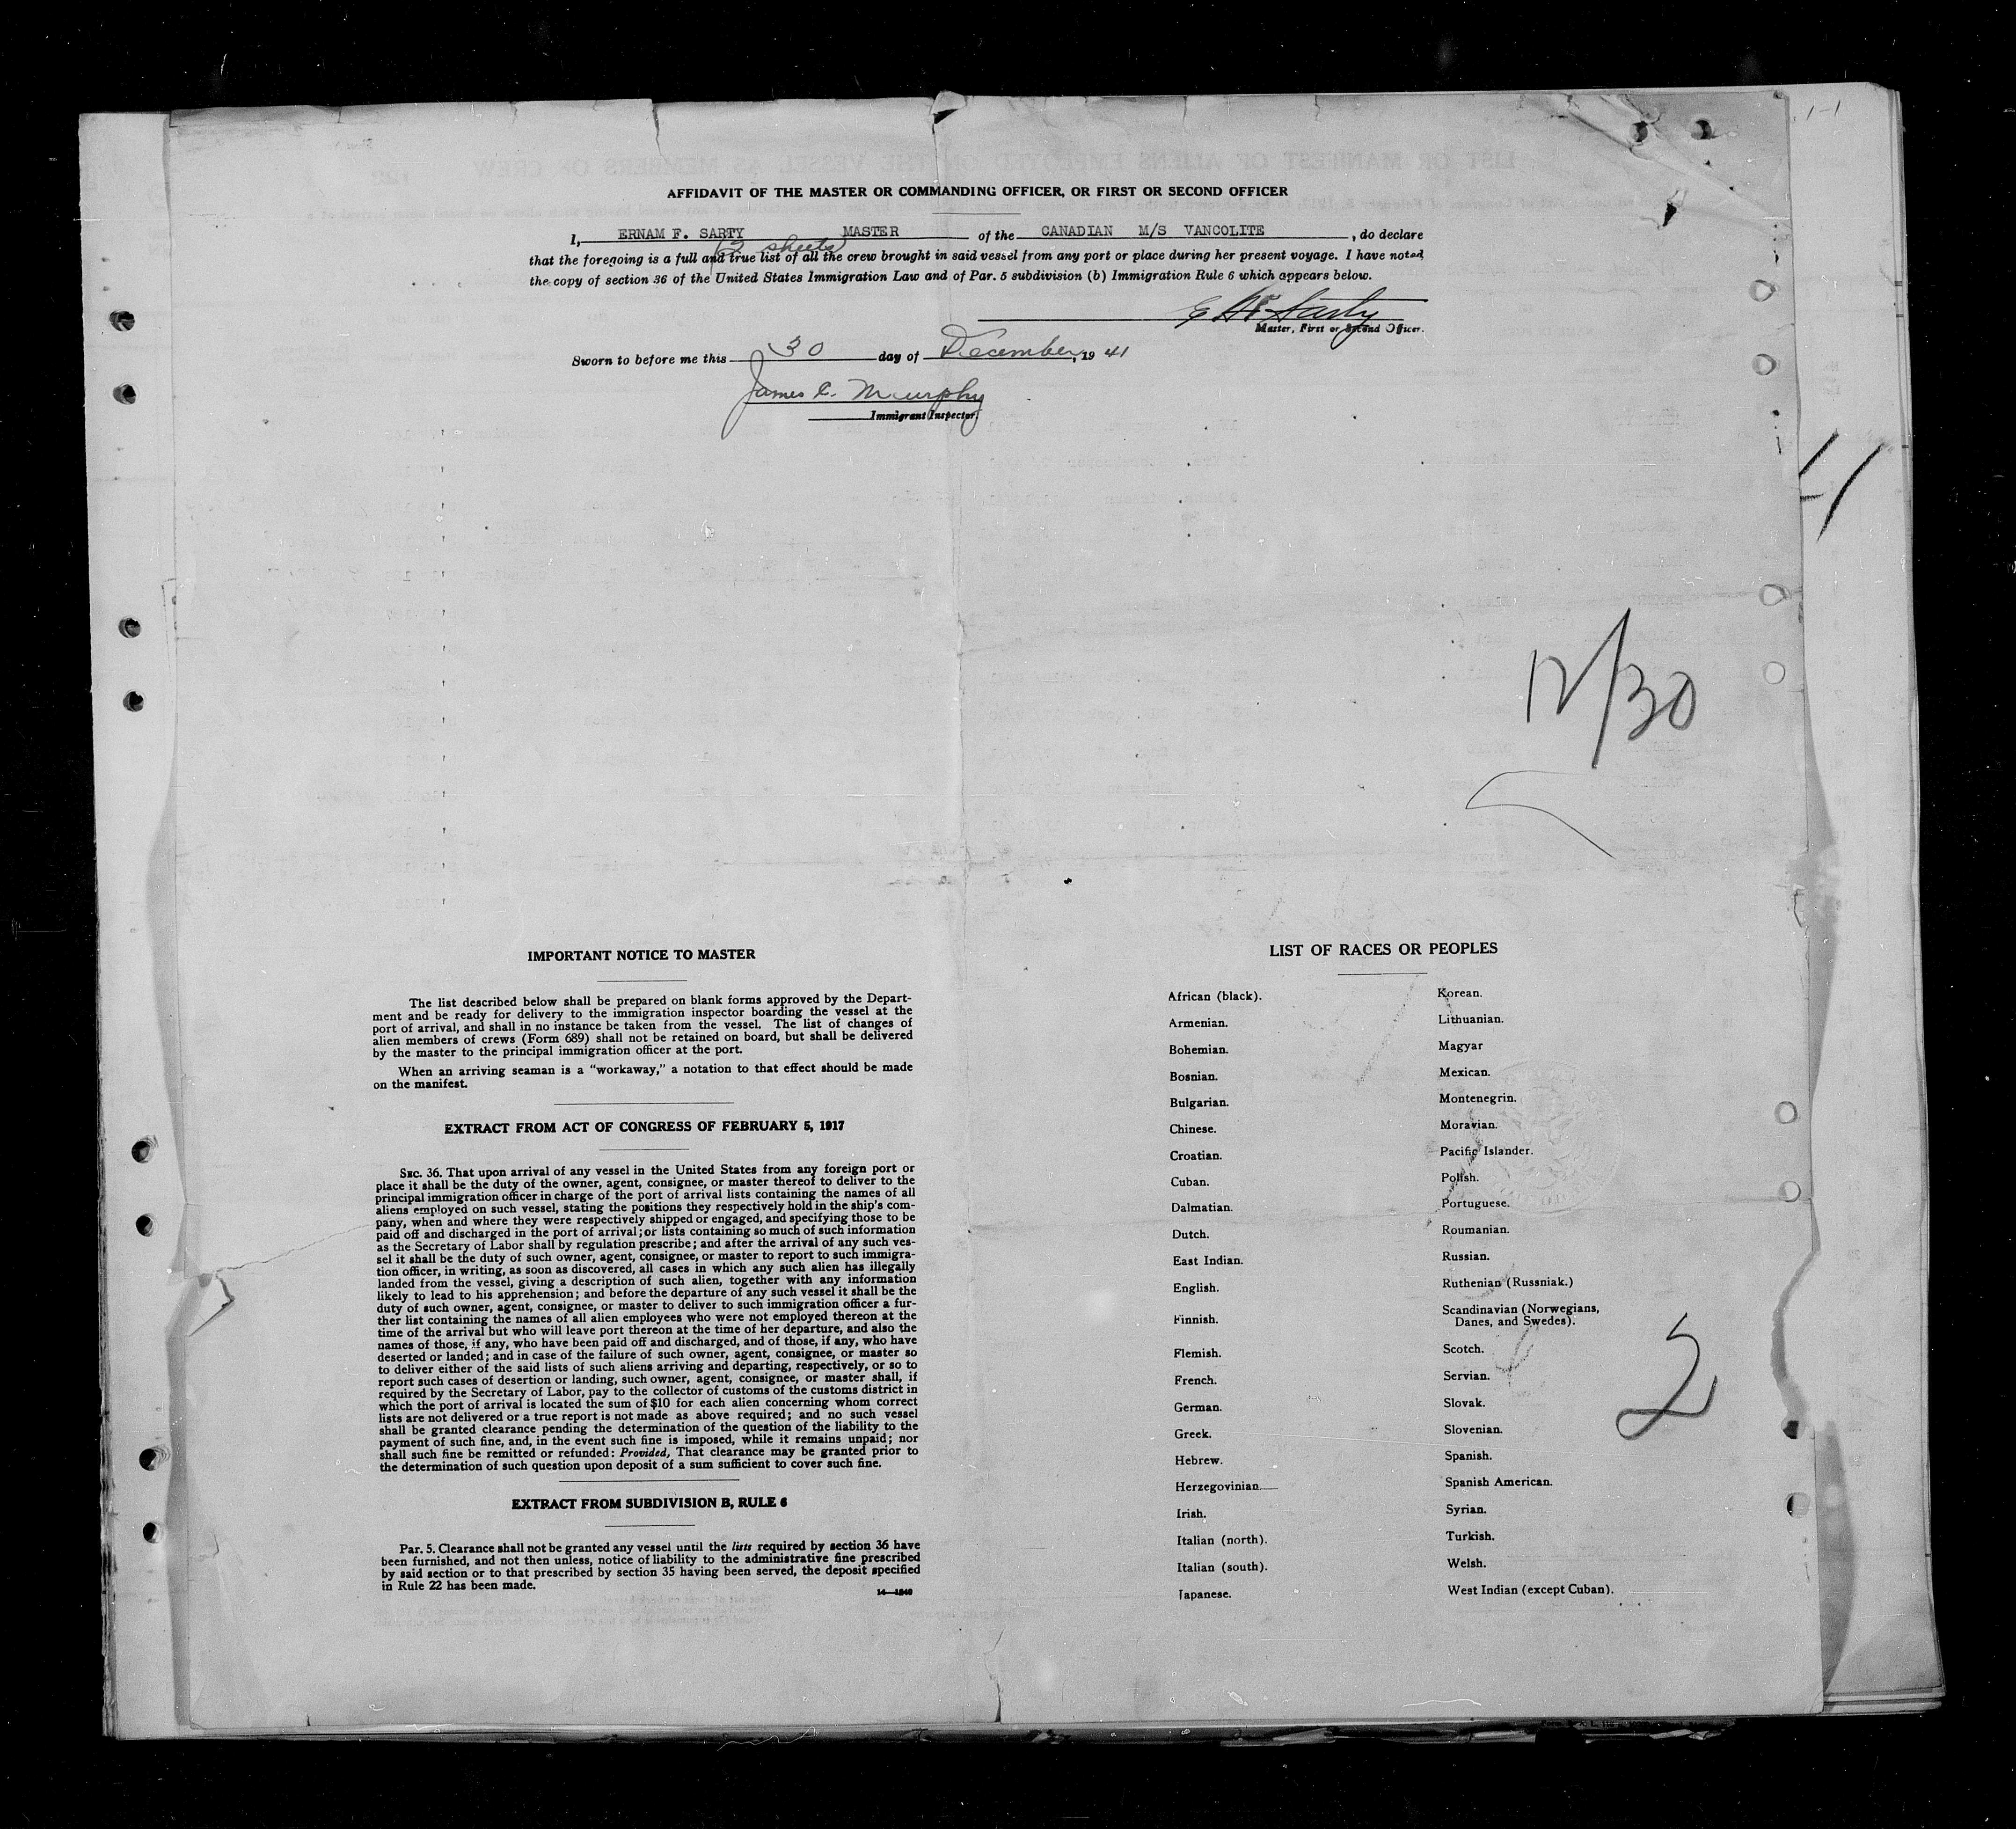 AFFIDAVIT OF THE MASTER OR COMMANDING OFFICER, OR FIRST OR SECOND OFFICER
I, ERNAM F. SARTY MASTER of the CANADIAN M/S VANCOLITE, do declare
(2 sheets)
that the foregoing is a full and true list of all the crew brought in said vessel from any port or place during her present voyage. I have noted
the copy of section 36 of the United States Immigration Law and of Par. 5 subdivision (b) Immigration Rule 6 which appears below.
Sarty
Master, First or Second Officer.
Sworn to before me this 30 day of December, 19 41
James C. Murphy
Immigrant Inspector.
12/30
IMPORTANT NOTICE TO MASTER
The list described below shall be prepared on blank forms approved by the Depart-
ment and be ready for delivery to the immigration inspector boarding the vessel at the
port of arrival, and shall in no instance be taken from the vessel. The list of changes of
alien members of crews (Form 689) shall not be retained on board, but shall be delivered
by the master to the principal immigration officer at the port.
When an arriving seaman is a "workaway," a notation to that effect should be made
on the manifest.
EXTRACT FROM ACT OF CONGRESS OF FEBRUARY 5, 1917
SEC. 36. That upon arrival of any vessel in the United States from any foreign port or
place it shall be the duty of the owner, agent, consignee, or master thereof to deliver to the
principal immigration officer in charge of the port of arrival lists containing the names of all
aliens employed on such vessel, stating the positions they respectively hold in the ship's com-
pany, when and where they were respectively shipped or engaged, and specifying those to be
paid off and discharged in the port of arrival; or lists containing so much of such information
as the Secretary of Labor shall by regulation prescribe; and after the arrival of any such ves-
sel it shall be the duty of such owner, agent, consignee, or master to report to such immigra-
tion officer, in writing, as soon as discovered, all cases in which any such alien has illegally
landed from the vessel, giving a description of such alien, together with any information
likely to lead to his apprehension; and before the departure of any such vessel it shall be the
duty of such owner, agent, consignee, or master to deliver to such immigration officer a fur-
ther list containing the names of all alien employees who were not employed thereon at the
time of the arrival but who will leave port thereon at the time of her departure, and also the
names of those, if any, who have been paid off and discharged, and of those, if any, who have
deserted or landed; and in case of the failure of such owner, agent, consignee, or master so
to deliver either of the said lists of such aliens arriving and departing, respectively, or so to
report such cases of desertion or landing, such owner, agent, consignee, or master shall, if
required by the Secretary of Labor, pay to the collector of customs of the customs district in
which the port of arrival is located the sum of $10 for each alien concerning whom correct
lists are not delivered or a true report is not made as above required; and no such vessel
shall be granted clearance pending the determination of the question of the liability to the
payment of such fine, and, in the event such fine is imposed, while it remains unpaid; nor
shall such fine be remitted or refunded: Provided, That clearance may be granted prior to
the determination of such question upon deposit of a sum sufficient to cover such fine.
EXTRACT FROM SUBDIVISION B, RULE 6
Par. 5. Clearance shall not be granted any vessel until the lists required by section 36 have
been furnished, and not then unless, notice of liability to the administrative fine prescribed
by said section or to that prescribed by section 35 having been served, the deposit specified
in Rule 22 has been made.
14—1240
LIST OF RACES OR PEOPLES
African (black).
Armenian.
Bohemian.
Bosnian.
Bulgarian.
Chinese.
Croatian.
Cuban.
Dalmatian.
Dutch.
East Indian.
English.
Finnish.
Flemish.
French.
German.
Greek.
Hebrew.
Herzegovinian
Irish.
Italian (north).
Italian (south).
Japanese.
Korean.
Lithuanian.
Magyar
Mexican.
Montenegrin.
Moravian.
Pacific Islander.
Polish.
Portuguese.
Roumanian.
Russian.
Ruthenian (Russniak.)
Scandinavian (Norwegians,
Danes, and Swedes).
Scotch.
Servian.
Slovak.
Slovenian.
Spanish.
Spanish American.
Syrian.
Turkish.
Welsh.
West Indian (except Cuban).
2